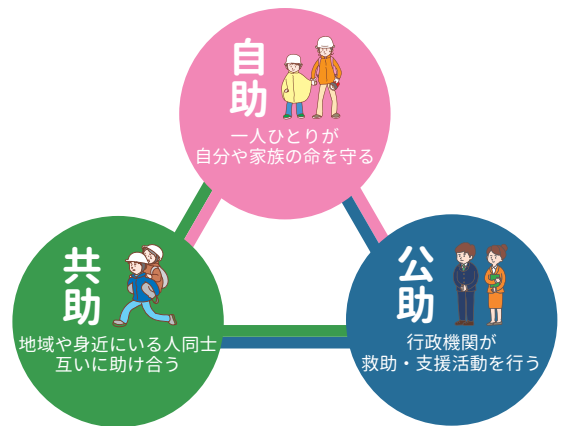 自助
一人ひとりが
自分や家族の命を守る
共助
地域や身近にいる人同士
互いに助け合う
公助
行政機関が
救助・支援活動を行う